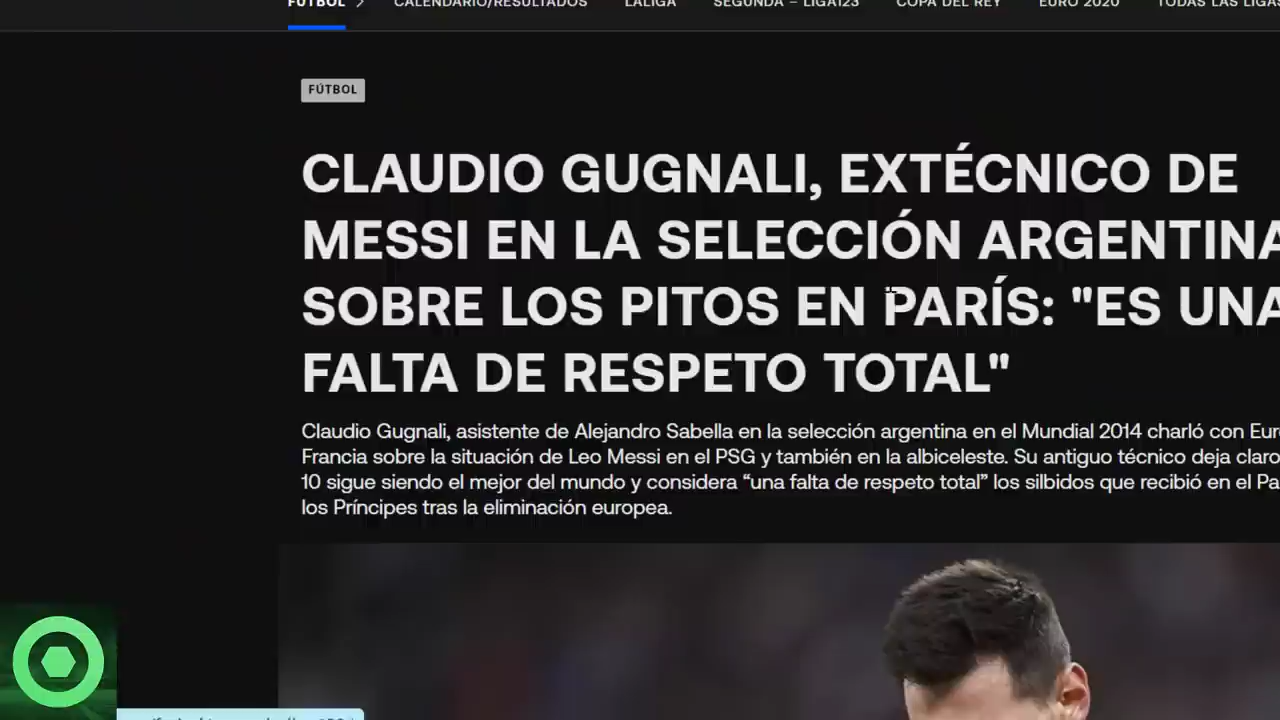 FÚTBOL
CALENDARIO/RESULTADOS
LALIGA
SEGUNDA – LIGA123
COPA DEL REY
EURO 2020
TODAS LAS LIGAS
FÚTBOL
CLAUDIO GUGNALI, EXTÉCNICO DE
MESSI EN LA SELECCIÓN ARGENTINA
SOBRE LOS PITOS EN PARÍS: "ES UNA
FALTA DE RESPETO TOTAL"
Claudio Gugnali, asistente de Alejandro Sabella en la selección argentina en el Mundial 2014 charló con
Francia sobre la situación de Leo Messi en el PSG y también en la albiceleste. Su antiguo técnico deja claro
10 sigue siendo el mejor del mundo y considera “una falta de respeto total” los silbidos que recibió en el
los Príncipes tras la eliminación europea.